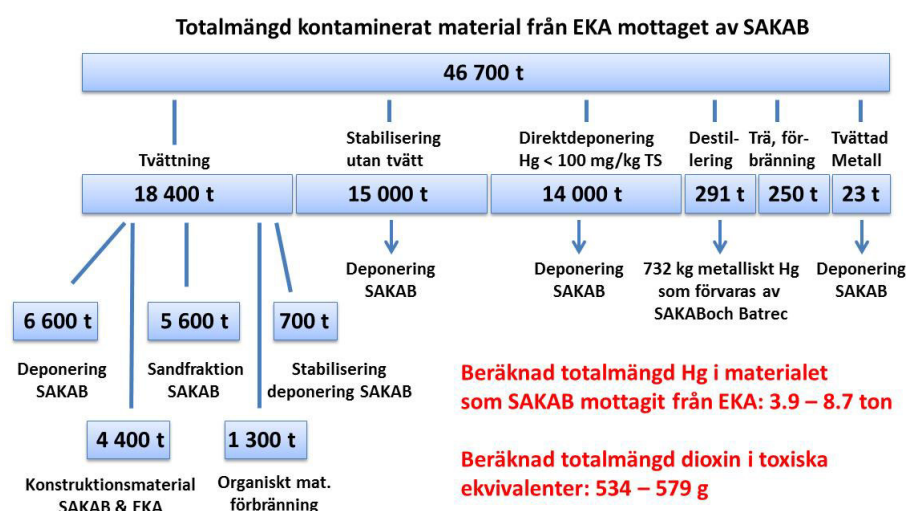 Totalmängd kontaminerat material från EKA mottaget av SAKAB
46 700 t
Tvättning
Stabilisering
utan tvätt
Direktdeponering
Hg < 100 mg/kg TS
Destil-
lering
Trä, för-
bränning
Tvättad
Metall
18 400 t
15 000 t
14 000 t
291 t
250 t
23 t
Deponering
SAKAB
Deponering
SAKAB
732 kg metalliskt Hg
som förvaras av
SAKABoch Batrec
Deponering
SAKAB
6 600 t
5 600 t
700 t
Deponering
SAKAB
Sandfraktion
SAKAB
Stabilisering
deponering SAKAB
4 400 t
1 300 t
Konstruktionsmaterial
SAKAB & EKA
Organiskt mat.
förbränning
Beräknad totalmängd Hg i materialet
som SAKAB mottagit från EKA: 3.9 – 8.7 ton
Beräknad totalmängd dioxin i toxiska
ekvivalenter: 534 – 579 g